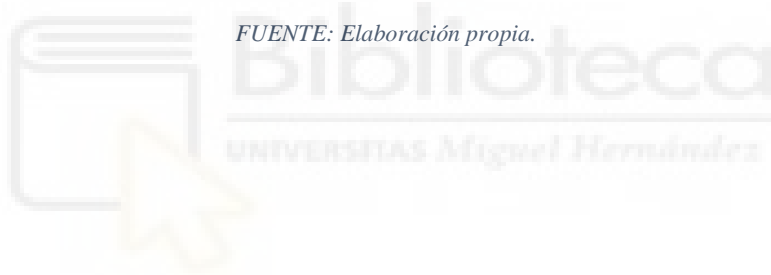 FUENTE: Elaboración propia.
Biblioteca
UNIVERSITAS Miguel Hernández